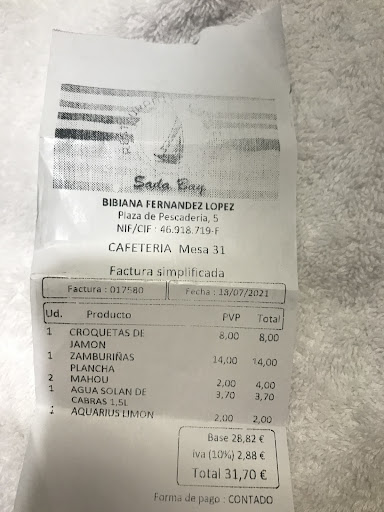 Sada Bay
BIBIANA FERNANDEZ LOPEZ
Plaza de Pescaderia, 5
NIF/CIF : 46.918.719-F
CAFETERIA Mesa 31
Factura simplificada
Factura : 017580 Fecha : 13/07/2021
Ud. Producto PVP Total
1 CROQUETAS DE JAMON 8,00 8,00
1 ZAMBURIÑAS PLANCHA 14,00 14,00
2 MAHOU 2,00 4,00
1 AGUA SOLAN DE CABRAS 1,5L 3,70 3,70
1 AQUARIUS LIMON 2,00 2,00
Base 28,82 €
iva (10%) 2,88 €
Total 31,70 €
Forma de pago : CONTADO